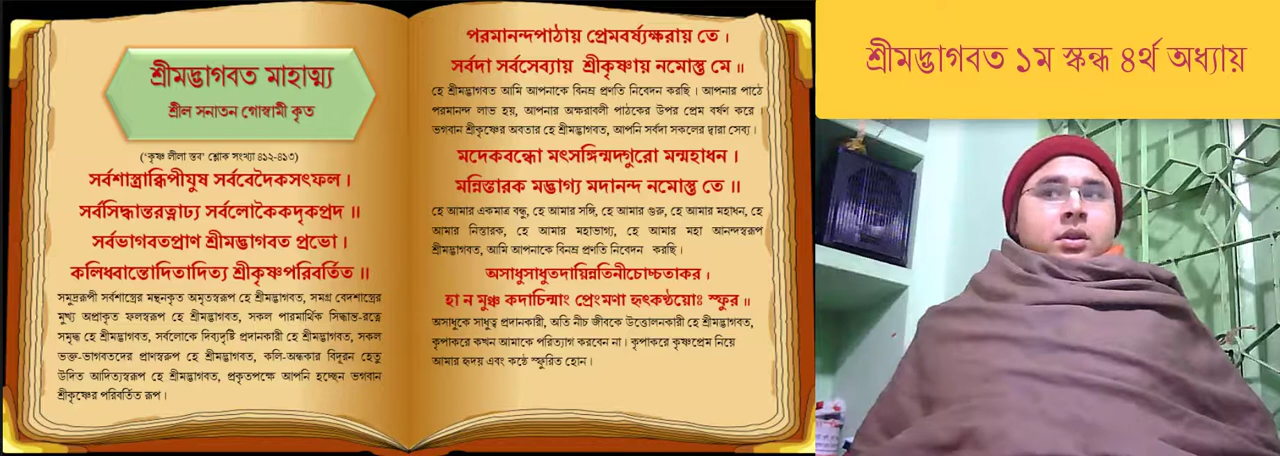 শ্রীমদ্ভাগবত মাহাত্ম্য
শ্রীল সনাতন গোস্বামী কৃত
('কৃষ্ণ লীলা স্তব' শ্লোক সংখ্যা ৪১২-৪১৩)
সর্বশাস্ত্রাব্ধিপীযুষ সর্ববেদৈকসৎফল।
সর্বসিদ্ধান্তরত্নাঢ্য সর্বলোকৈকদৃকপ্রদ ॥
সর্বভাগবতপ্রাণ শ্রীমদ্ভাগবত প্রভো।
কলিধ্বান্তোদিতাদিত্য শ্রীকৃষ্ণপরিবর্তিত ॥
সমুদ্ররূপী সর্বশাস্ত্রের মন্থনকৃত অমৃতস্বরূপ হে শ্রীমদ্ভাগবত, সমগ্র বেদশাস্ত্রের
মুখ্য অপ্রাকৃত ফলস্বরূপ হে শ্রীমদ্ভাগবত, সকল পারমার্থিক সিদ্ধান্ত-রত্নে
সমৃদ্ধ হে শ্রীমদ্ভাগবত, সর্বলোকে দিব্যদৃষ্টি প্রদানকারী হে শ্রীমদ্ভাগবত, সকল
ভক্ত-ভাগবতদের প্রাণস্বরূপ হে শ্রীমদ্ভাগবত, কলি-অন্ধকার বিদূরন হেতু
উদিত আদিত্যস্বরূপ হে শ্রীমদ্ভাগবত, প্রকৃতপক্ষে আপনি হচ্ছেন ভগবান
শ্রীকৃষ্ণের পরিবর্তিত রূপ।
পরমানন্দপাঠায় প্রেমবর্ষ্যক্ষরায় তে।
সর্বদা সর্বসেব্যায় শ্রীকৃষ্ণায় নমোস্তু মে ॥
হে শ্রীমদ্ভাগবত আমি আপনাকে বিনম্র প্রণতি নিবেদন করছি। আপনার পাঠে
পরমানন্দ লাভ হয়, আপনার অক্ষরাবলী পাঠকের উপর প্রেম বর্ষণ করে।
ভগবান শ্রীকৃষ্ণের অবতার হে শ্রীমদ্ভাগবত, আপনি সর্বদা সকলের দ্বারা সেব্য।
মদেকবন্ধো মৎসঙ্গিন্মদগুরো মন্মহাধন।
মন্নিস্তারক মদ্ভাগ্য মদানন্দ নমোস্তু তে ॥
হে আমার একমাত্র বন্ধু, হে আমার সঙ্গি, হে আমার গুরু, হে আমার মহাধন, হে
আমার নিস্তারক, হে আমার মহাভাগ্য, হে আমার মহা আনন্দস্বরূপ
শ্রীমদ্ভাগবত, আমি আপনাকে বিনম্র প্রণতি নিবেদন করছি।
অসাধুসাধুতদায়িন্নতিনীচোচ্চতাকর।
হা ন মুঞ্চ কদাচিন্মাং প্রেংমণা হৃৎকণ্ঠয়োঃ স্ফুর ॥
অসাধুকে সাধুত্ব প্রদানকারী, অতি নীচ জীবকে উত্তোলনকারী হে শ্রীমদ্ভাগবত,
কৃপাকরে কখন আমাকে পরিত্যাগ করবেন না। কৃপাকরে কৃষ্ণপ্রেম নিয়ে
আমার হৃদয় এবং কণ্ঠে স্ফুরিত হোন।
শ্রীমদ্ভাগবত ১ম স্কন্ধ ৪র্থ অধ্যায়